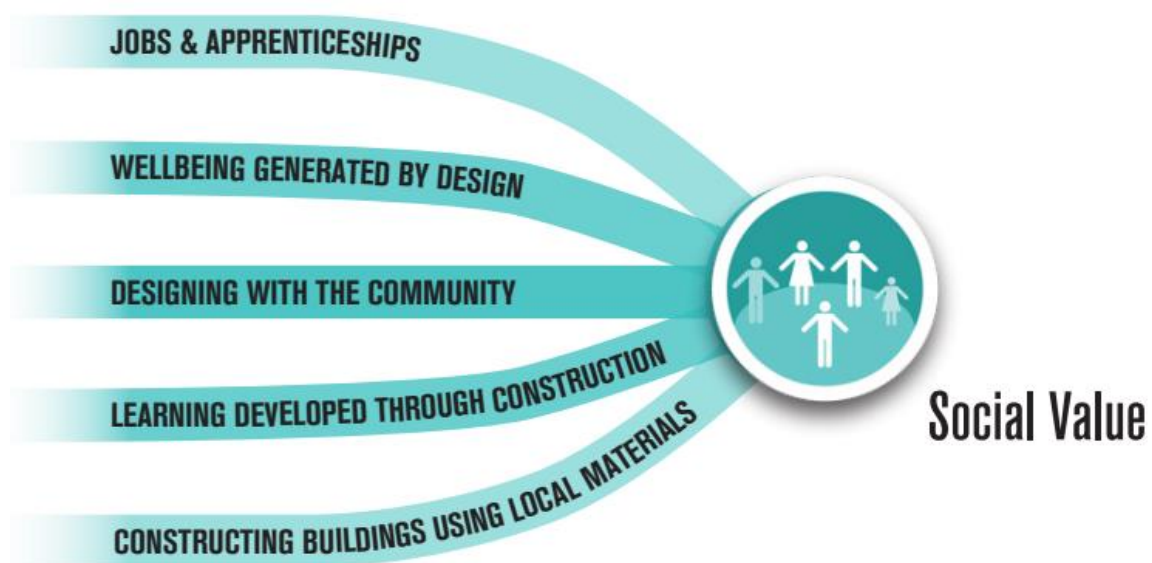 JOBS & APPRENTICESHIPS
WELLBEING GENERATED BY DESIGN
DESIGNING WITH THE COMMUNITY
LEARNING DEVELOPED THROUGH CONSTRUCTION
CONSTRUCTING BUILDINGS USING LOCAL MATERIALS
Social Value